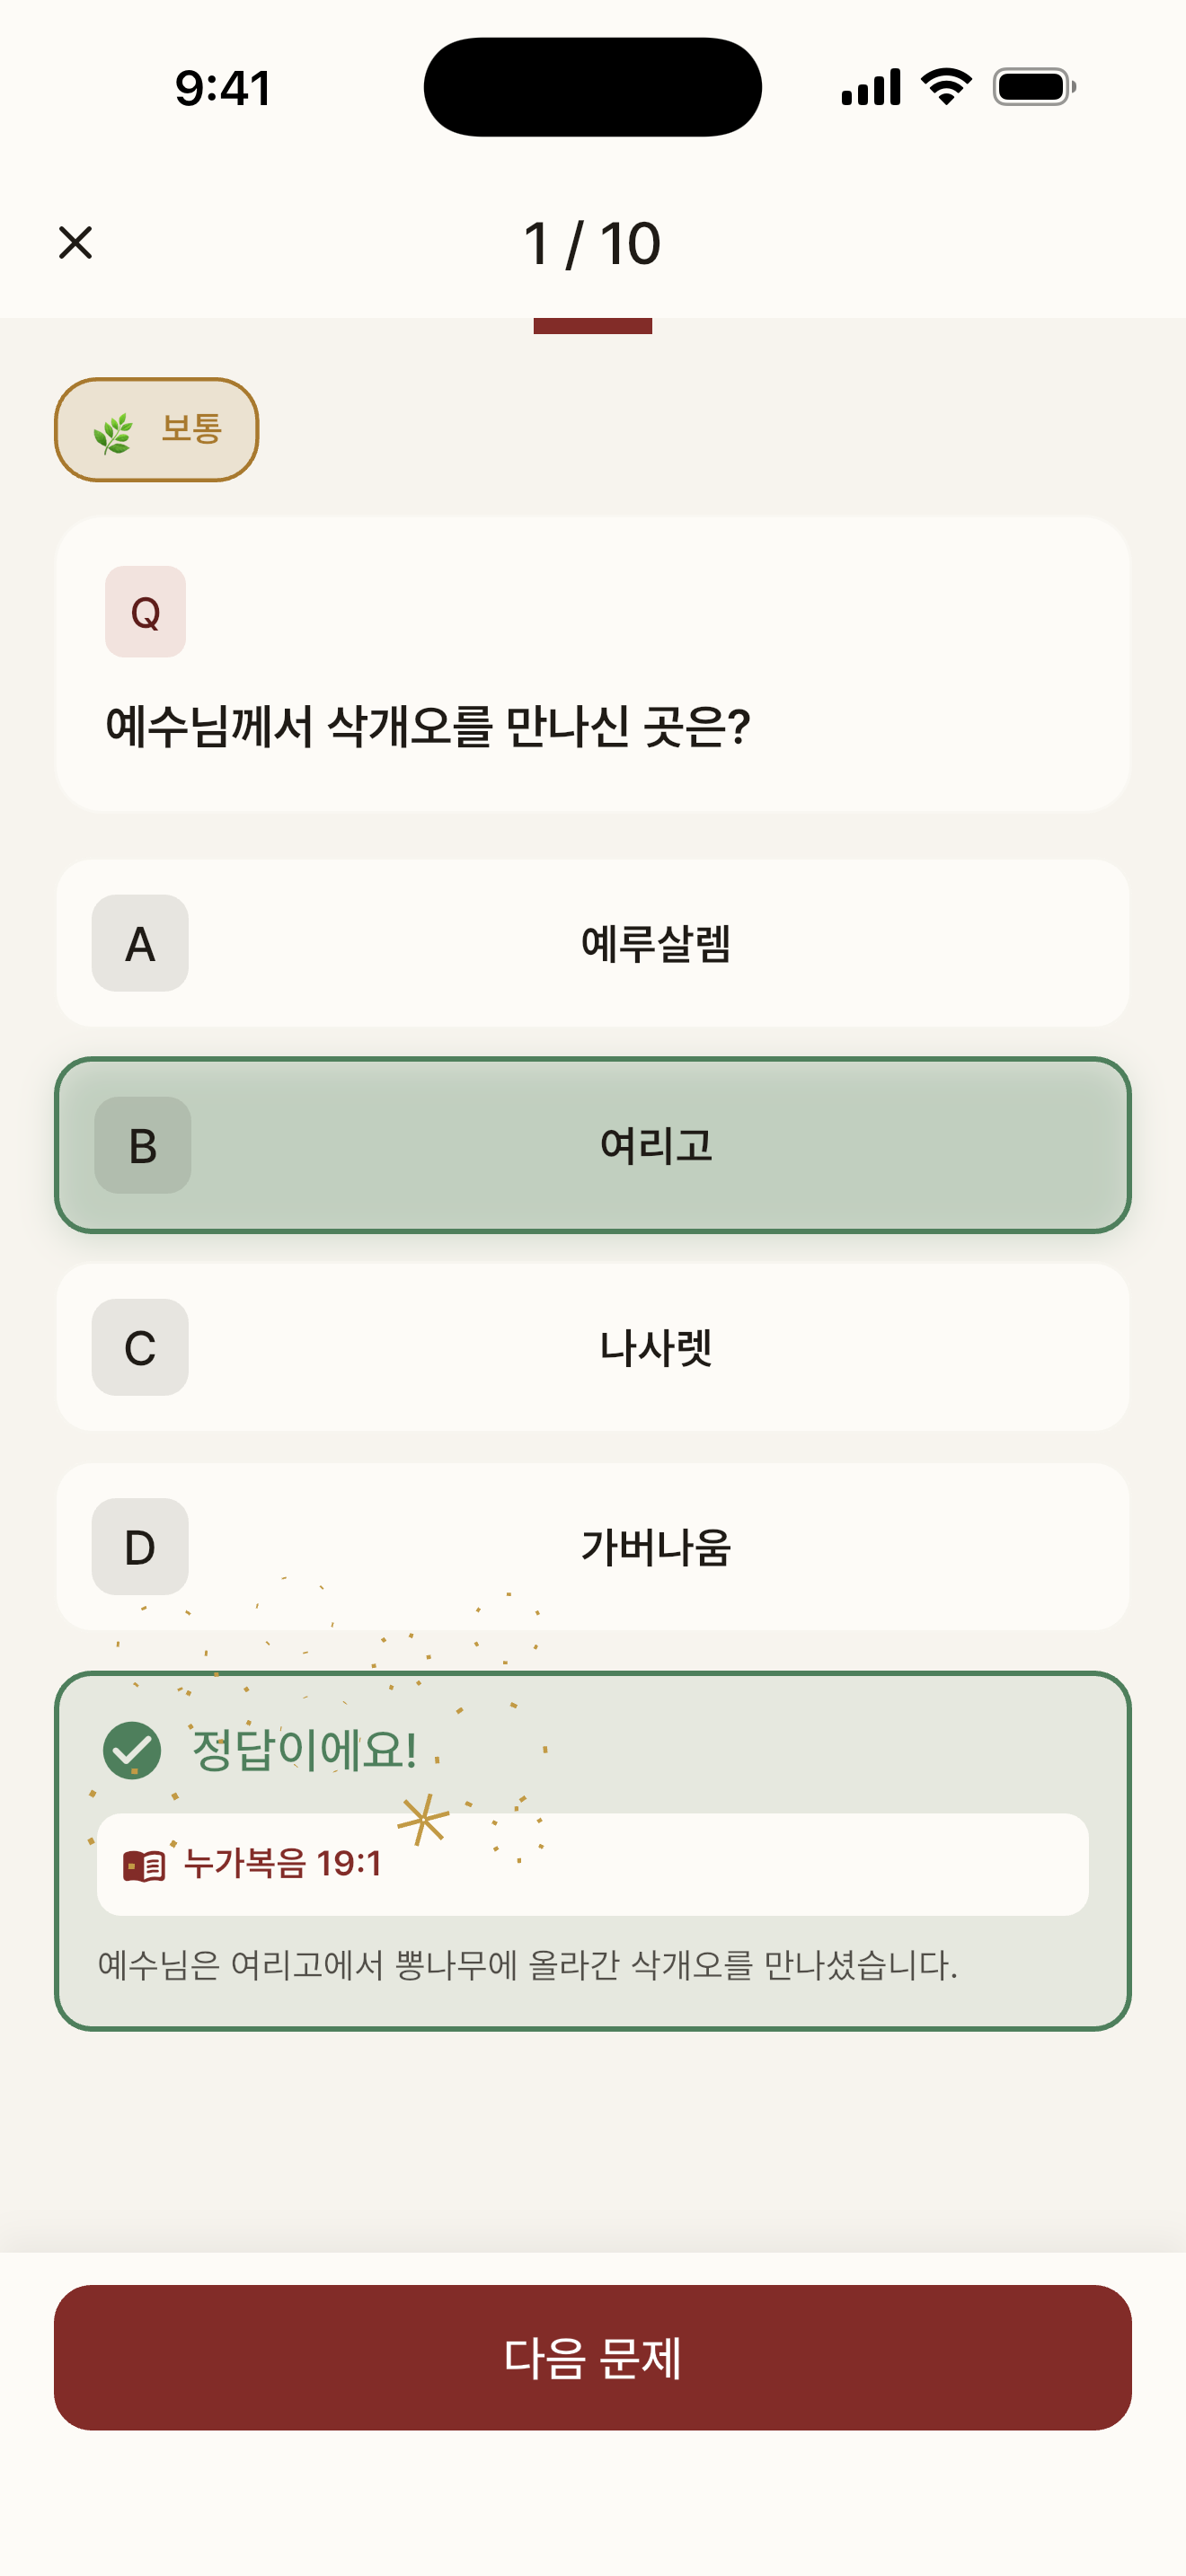 9:41
1 / 10
🌿 보통
Q
예수님께서 삭개오를 만나신 곳은?
A 예루살렘
B 여리고
C 나사렛
D 가버나움
정답이에요!
누가복음 19:1
예수님은 여리고에서 뽕나무에 올라간 삭개오를 만나셨습니다.
다음 문제